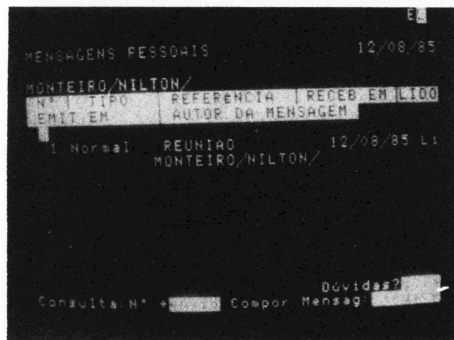 MENSAGENS PESSOAIS 12/08/85
MONTEIRO/NILTON/
Nº TIPO REFERÊNCIA RECEB EM LIDO
EMIT EM AUTOR DA MENSAGEM
1 Normal REUNIAO 12/08/85 Li
MONTEIRO/NILTON/
Dúvidas?
Consulta Nº + Compor Mensag